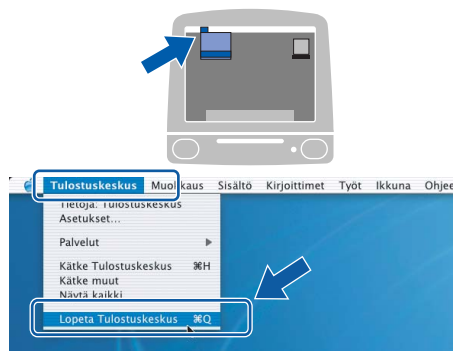 Tulostuskeskus Muokkaus Sisältö Kirjoittimet Työt Ikkuna Ohjee
Tietoja: Tulostuskeskus
Asetukset...
Palvelut ▶
Kätke Tulostuskeskus ⌘H
Kätke muut
Näytä kaikki
Lopeta Tulostuskeskus ⌘Q